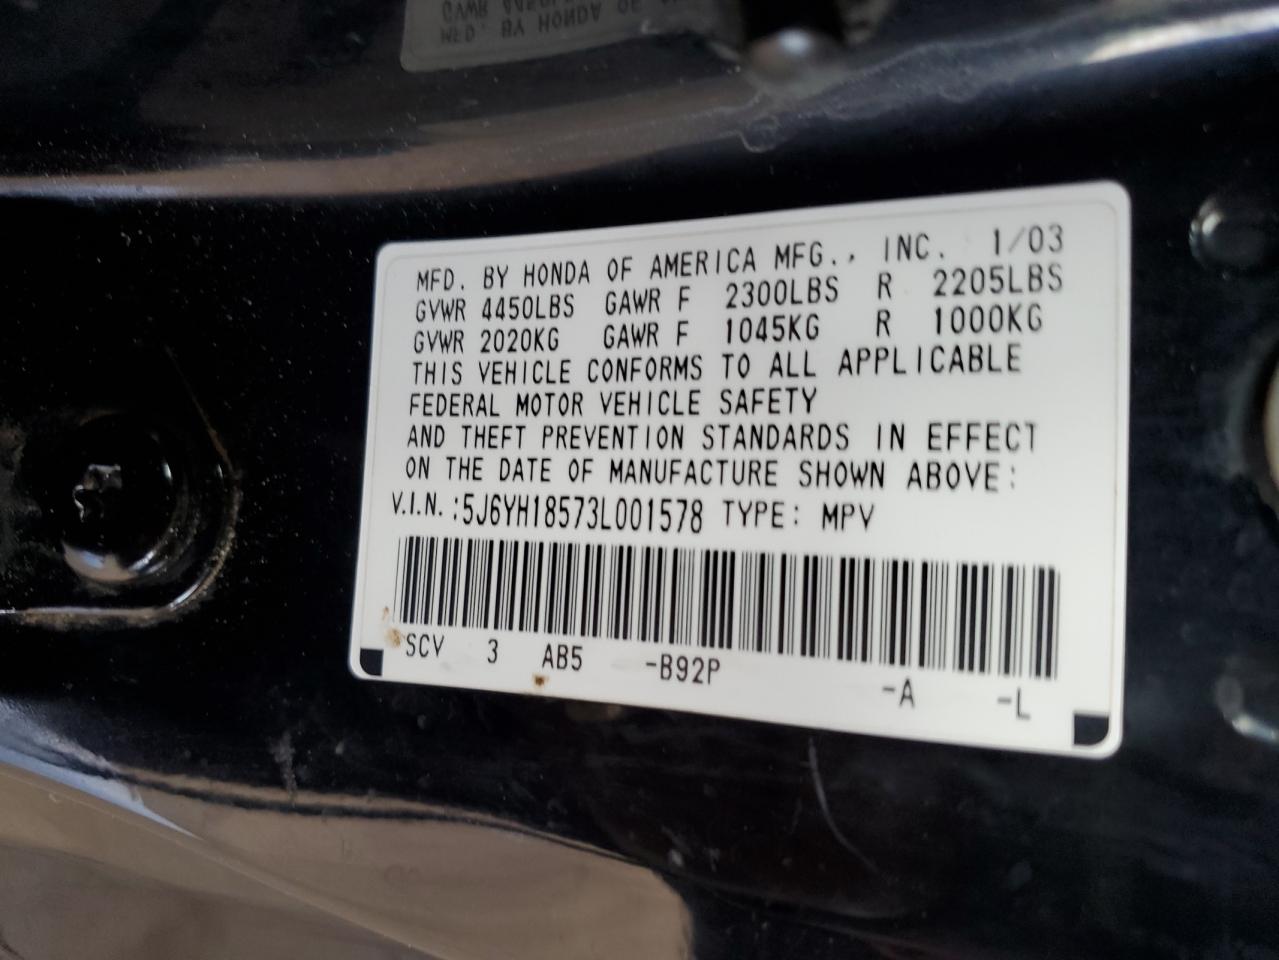 MFD. BY HONDA OF AMERICA MFG., INC. 1/03
GVWR 4450LBS GAWR F 2300LBS R 2205LBS
GVWR 2020KG GAWR F 1045KG R 1000KG
THIS VEHICLE CONFORMS TO ALL APPLICABLE
FEDERAL MOTOR VEHICLE SAFETY
AND THEFT PREVENTION STANDARDS IN EFFECT
ON THE DATE OF MANUFACTURE SHOWN ABOVE:
V.I.N.:5J6YH18573L001578 TYPE: MPV
SCV 3 AB5 -B92P -A -L